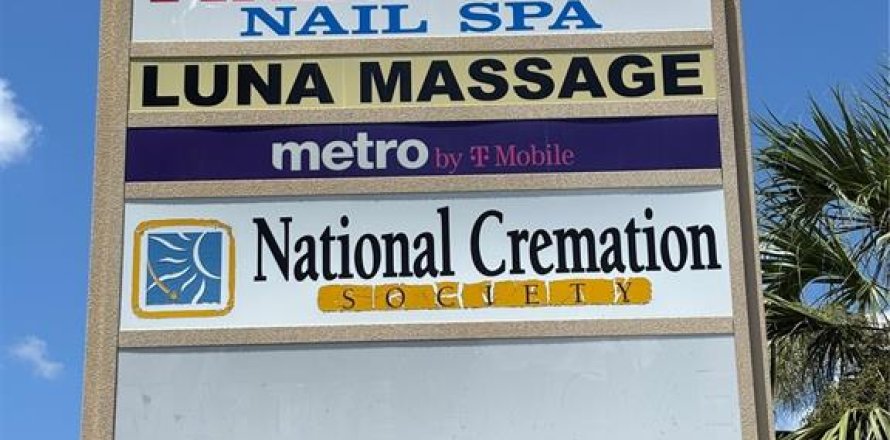 NAIL SPA
LUNA MASSAGE
metro by T Mobile
National Cremation
SOCIETY